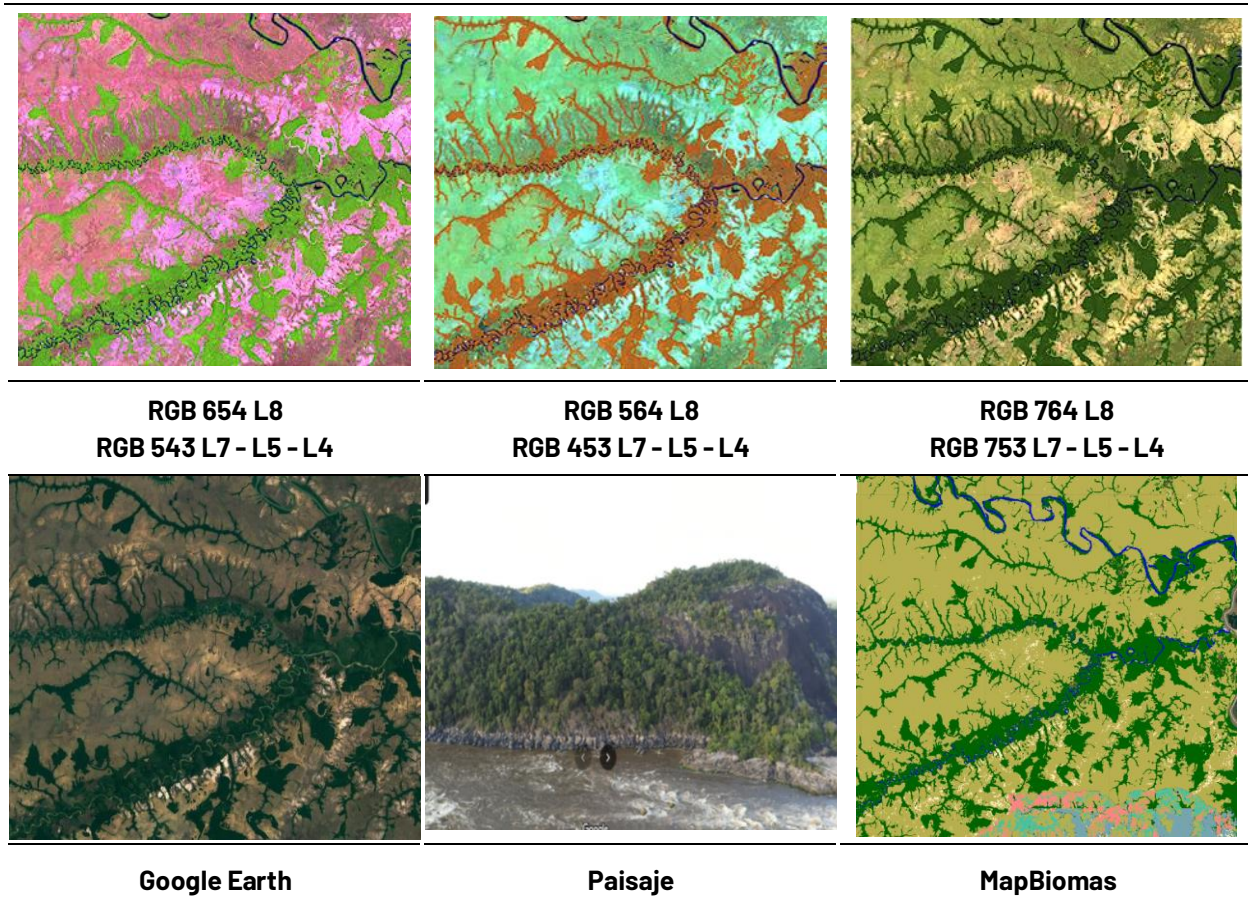 RGB 654 L8
RGB 543 L7 - L5 - L4
RGB 564 L8
RGB 453 L7 - L5 - L4
RGB 764 L8
RGB 753 L7 - L5 - L4
Google Earth
Paisaje
MapBiomas